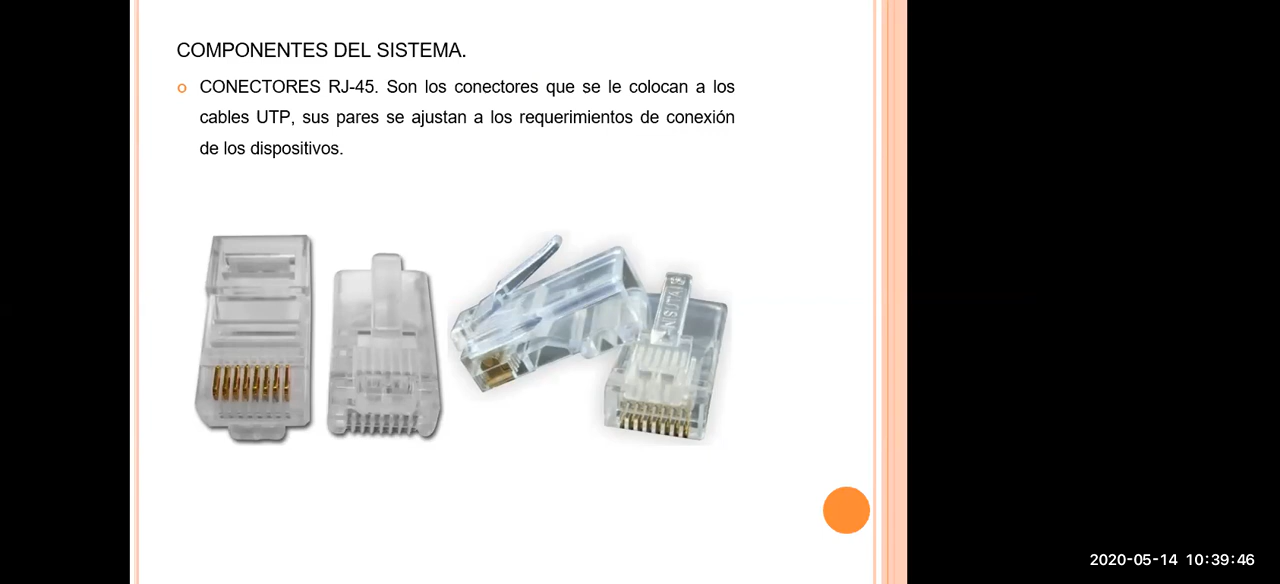 COMPONENTES DEL SISTEMA.
CONECTORES RJ-45. Son los conectores que se le colocan a los
cables UTP, sus pares se ajustan a los requerimientos de conexión
de los dispositivos.
2020-05-14 10:39:46